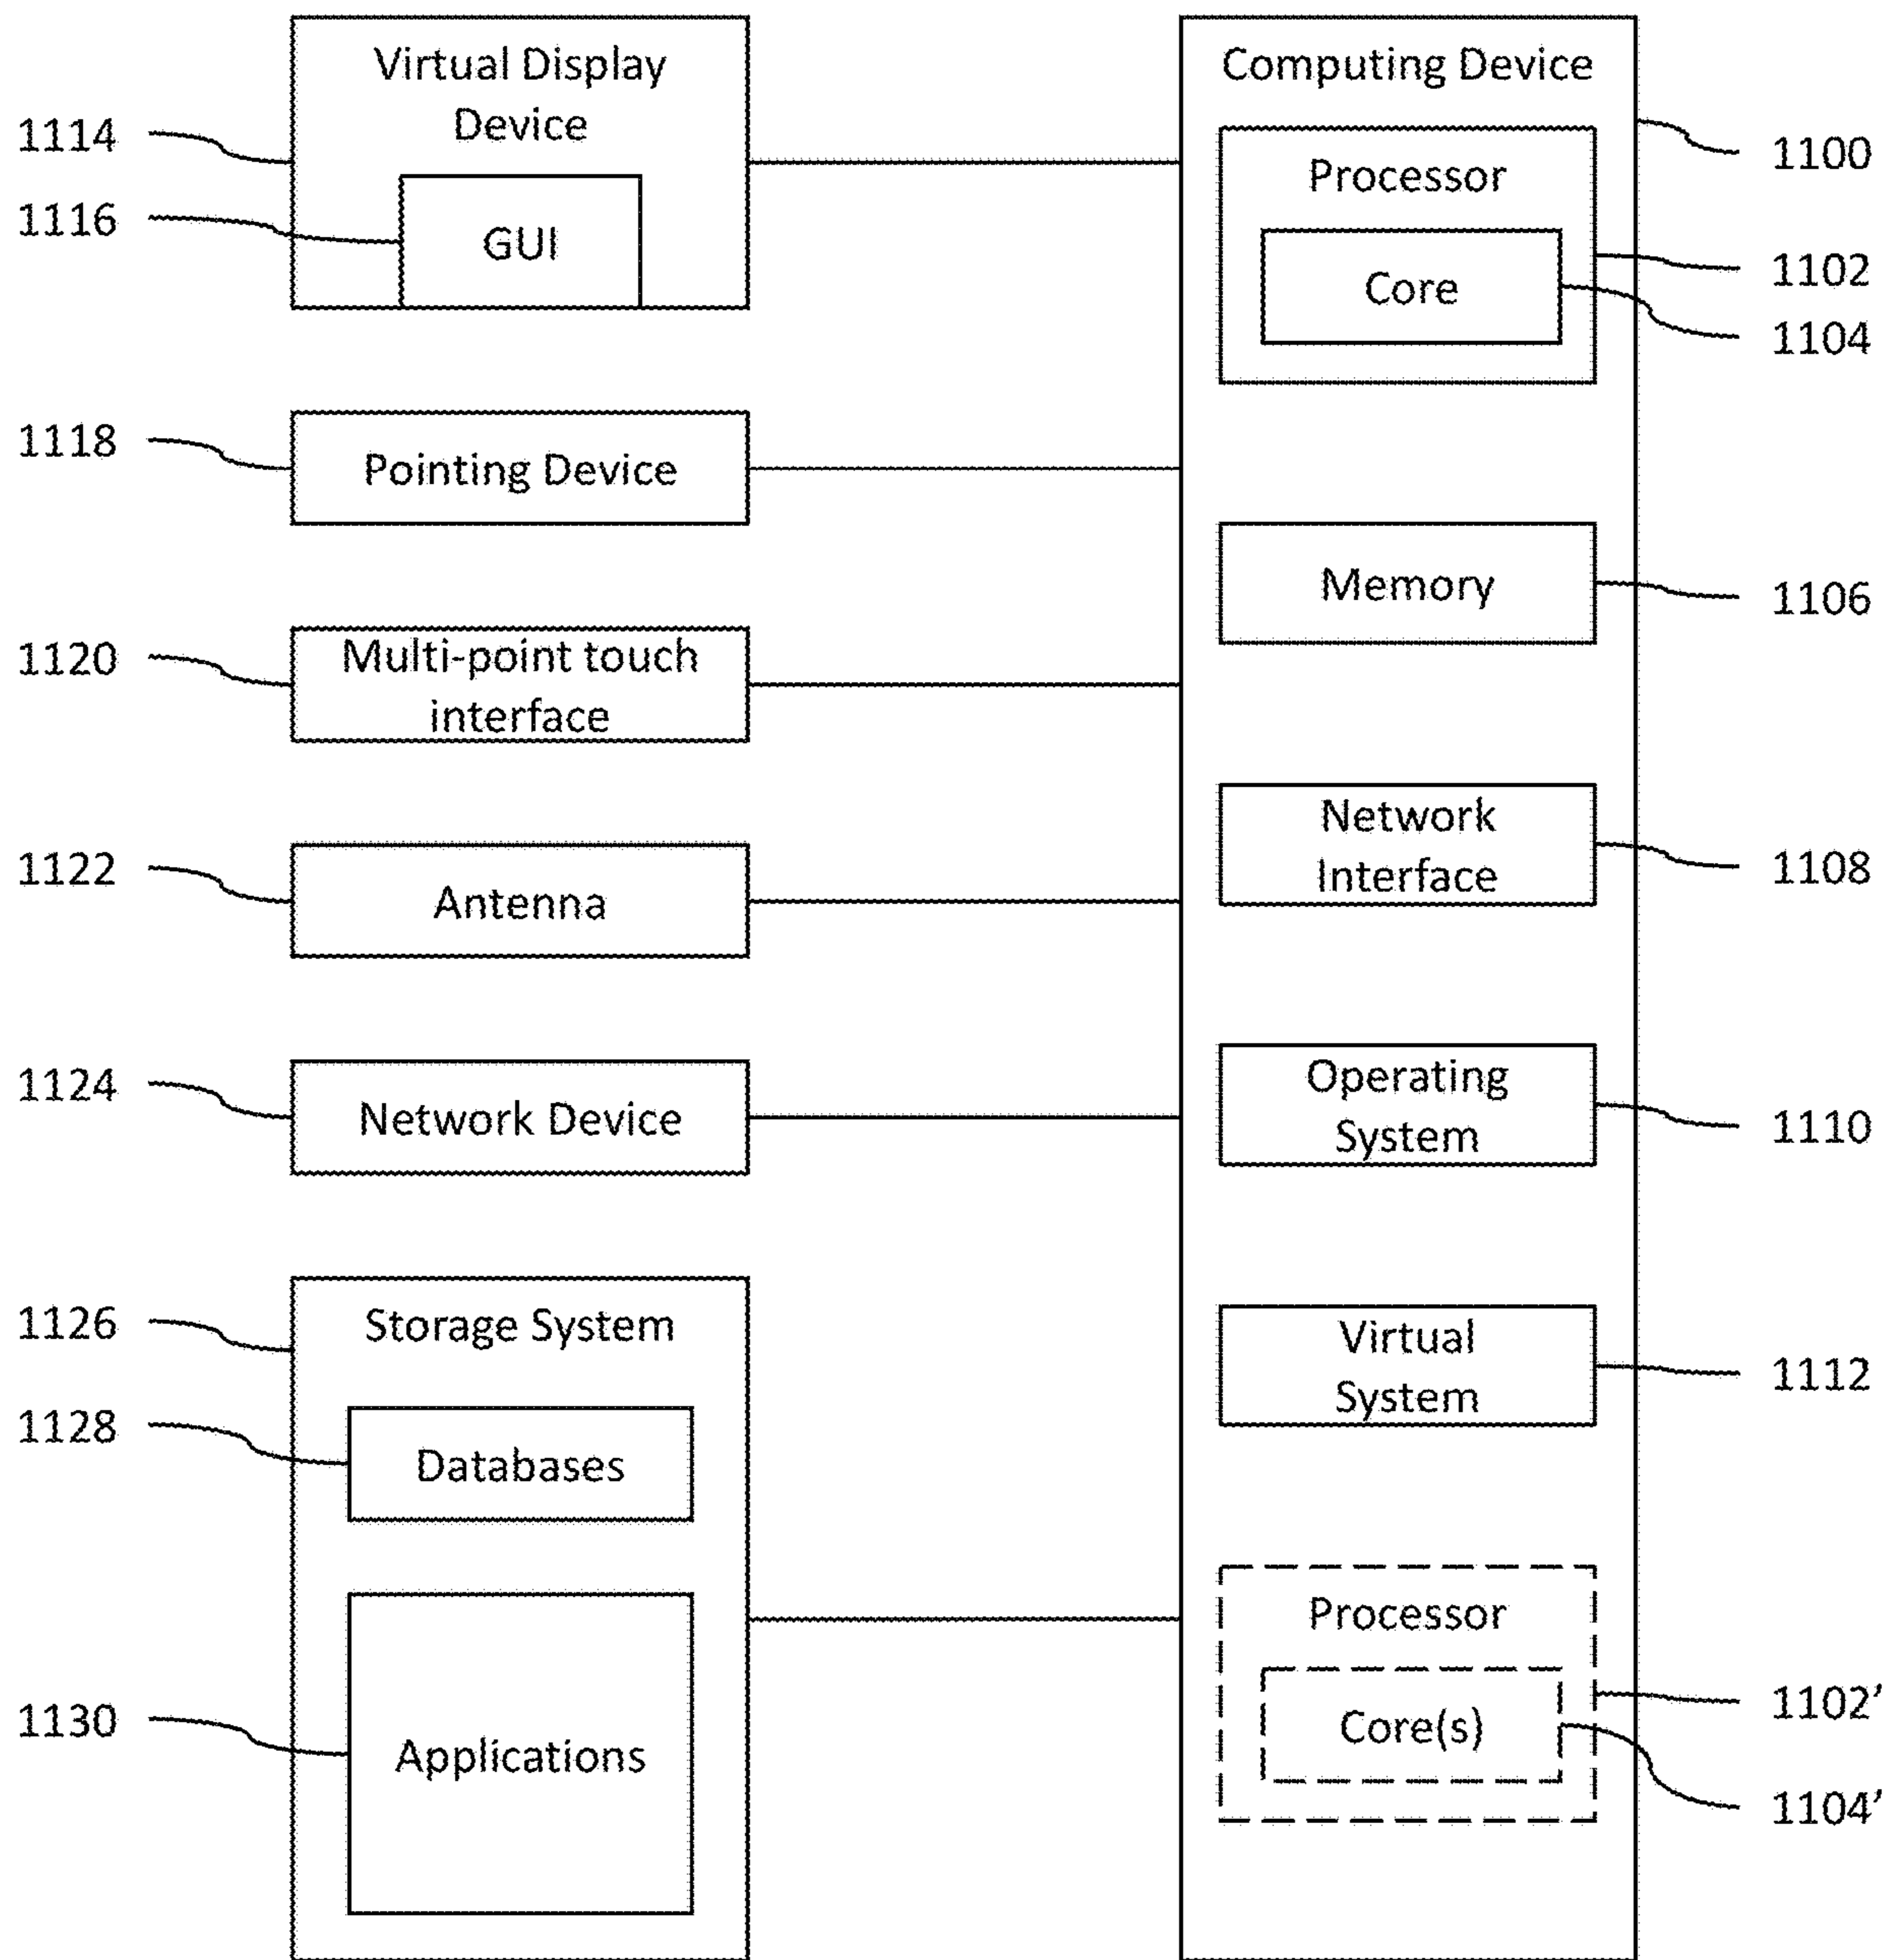 Virtual Display
Device
1114
1116
GUI
1118
Pointing Device
1120
Multi-point touch
interface
1122
Antenna
1124
Network Device
1126
Storage System
1128
Databases
1130
Applications
Computing Device
1100
Processor
1102
Core
1104
Memory
1106
Network
Interface
1108
Operating
System
1110
Virtual
System
1112
Processor
1102’
Core(s)
1104’